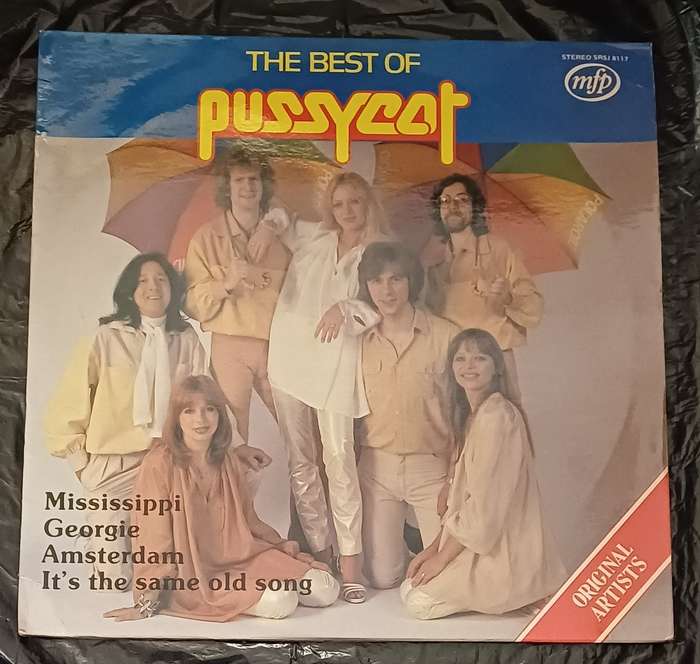 THE BEST OF
pussycat
STEREO SRSJ 8117
mfp
Mississippi
Georgie
Amsterdam
It's the same old song
ORIGINAL
ARTISTS